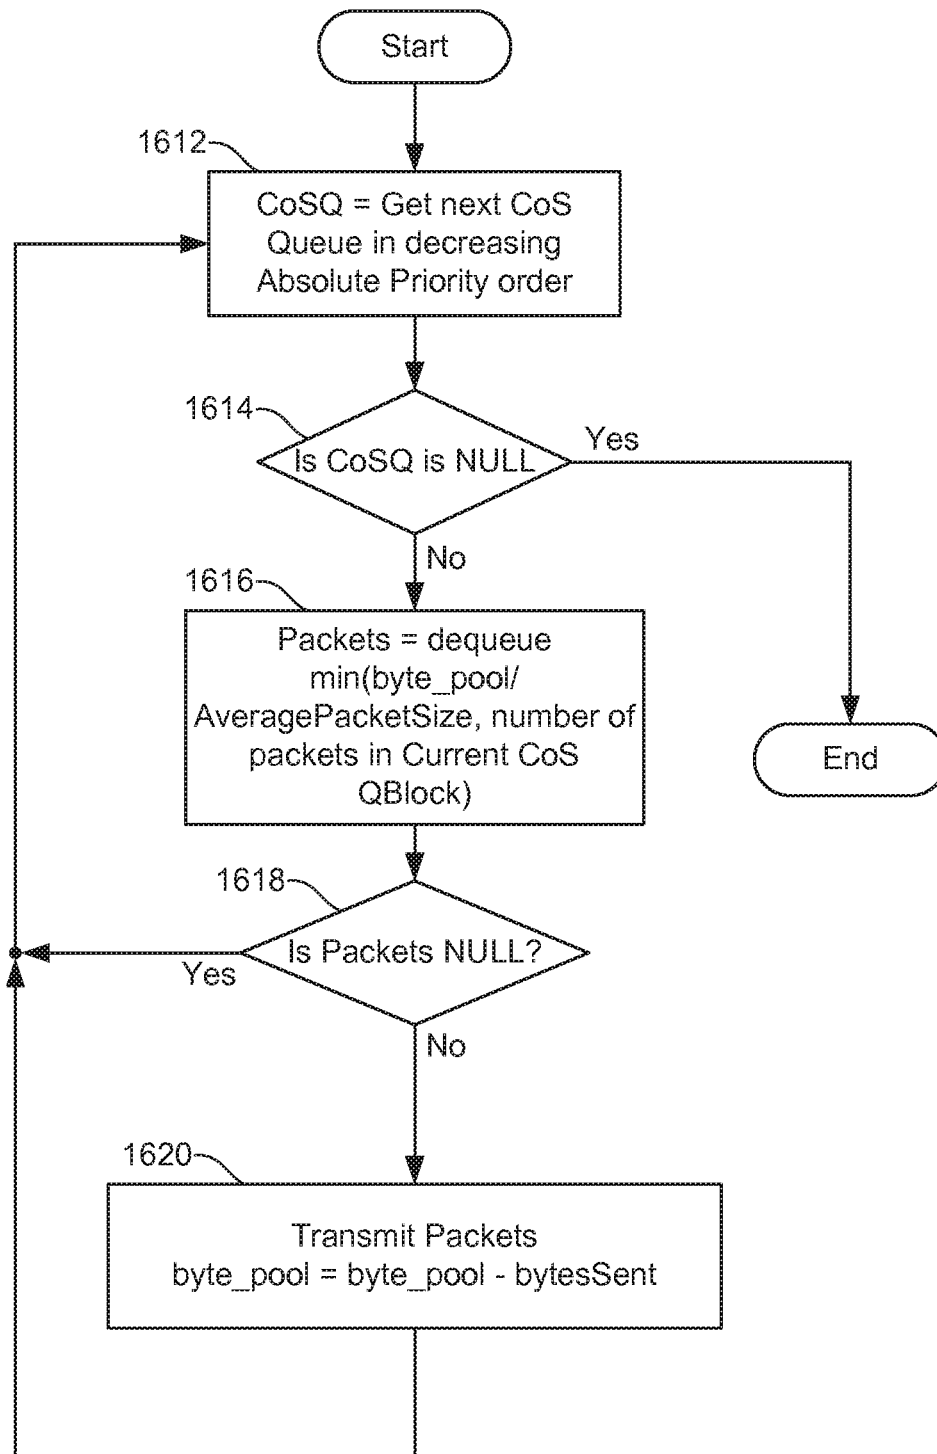 Start
1612
CoSQ = Get next CoS
Queue in decreasing
Absolute Priority order
1614
Is CoSQ is NULL
Yes
No
1616
Packets = dequeue
min(byte_pool/
AveragePacketSize, number of
packets in Current CoS
QBlock)
End
1618
Is Packets NULL?
Yes
No
1620
Transmit Packets
byte_pool = byte_pool - bytesSent